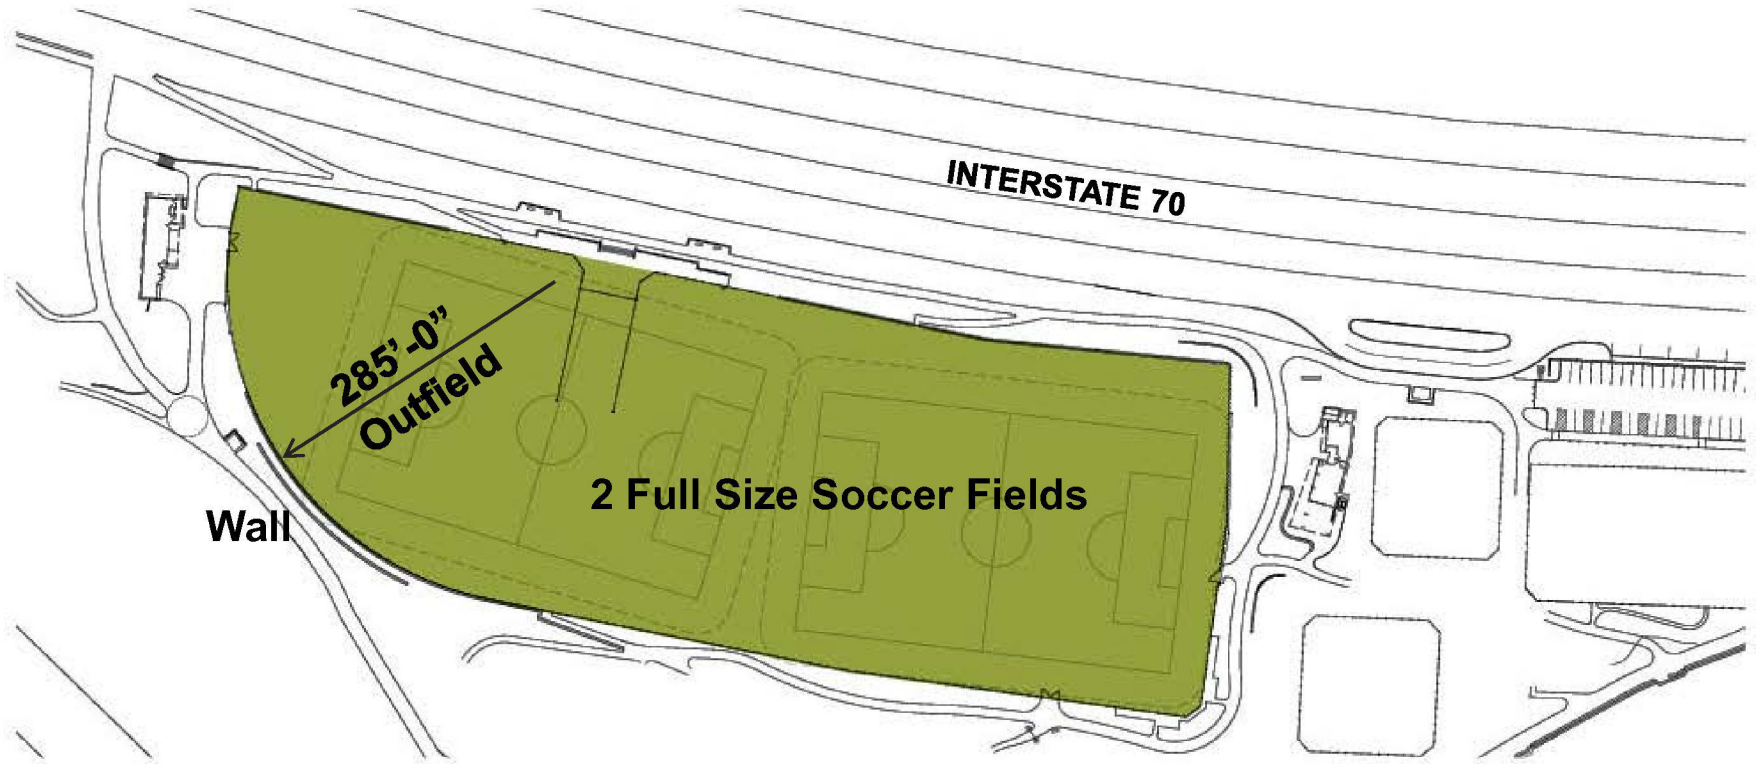 INTERSTATE 70
285’-0”
Outfield
2 Full Size Soccer Fields
Wall